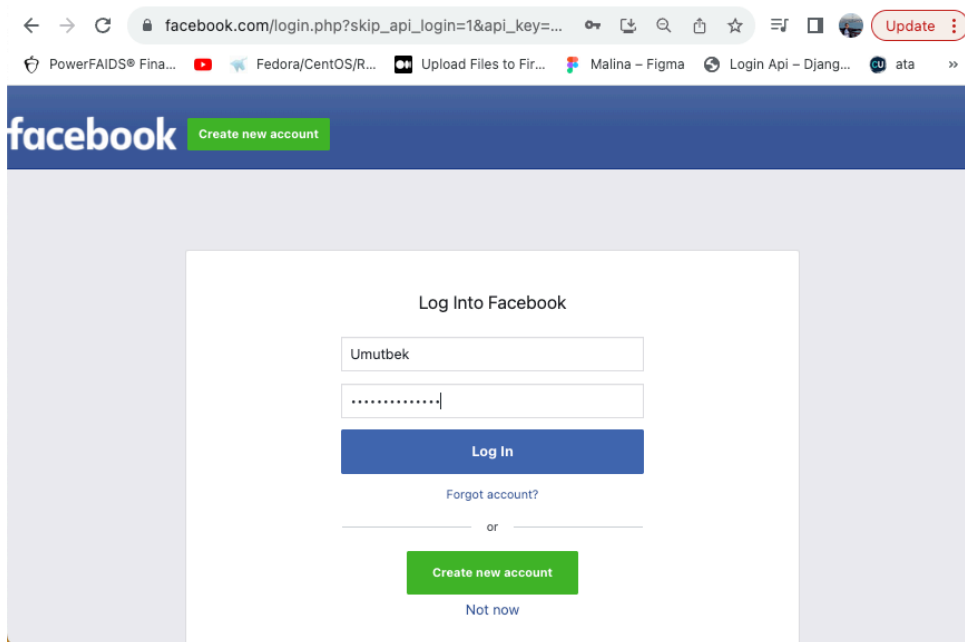 facebook.com/login.php?skip_api_login=1&api_key=...
Update
PowerFAIDS® Fina...
Fedora/CentOS/R...
Upload Files to Fir...
Malina – Figma
Login Api – Djang...
CU
ata
»
facebook
Create new account
Log Into Facebook
Umutbek
••••••••••••••
Log In
Forgot account?
or
Create new account
Not now